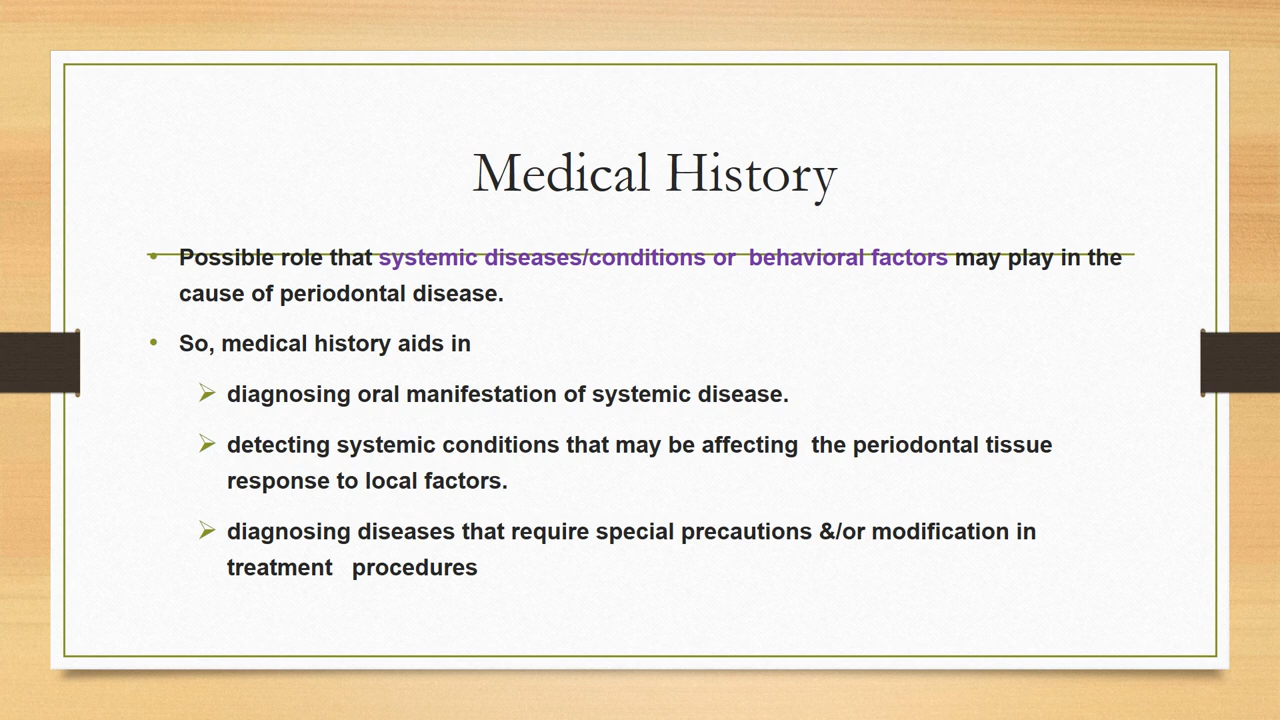 Medical History
• Possible role that systemic diseases/conditions or  behavioral factors may play in the
cause of periodontal disease.
• So, medical history aids in
➢ diagnosing oral manifestation of systemic disease.
➢ detecting systemic conditions that may be affecting  the periodontal tissue
response to local factors.
➢ diagnosing diseases that require special precautions &/or modification in
treatment   procedures